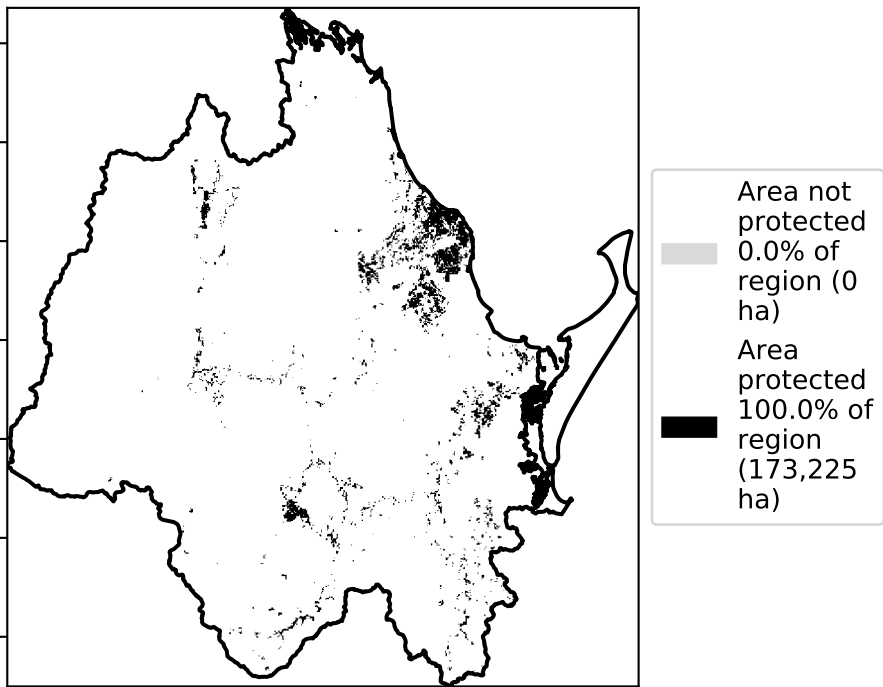 Area not
protected
0.0% of
region (0
ha)
Area
protected
100.0% of
region
(173,225
ha)